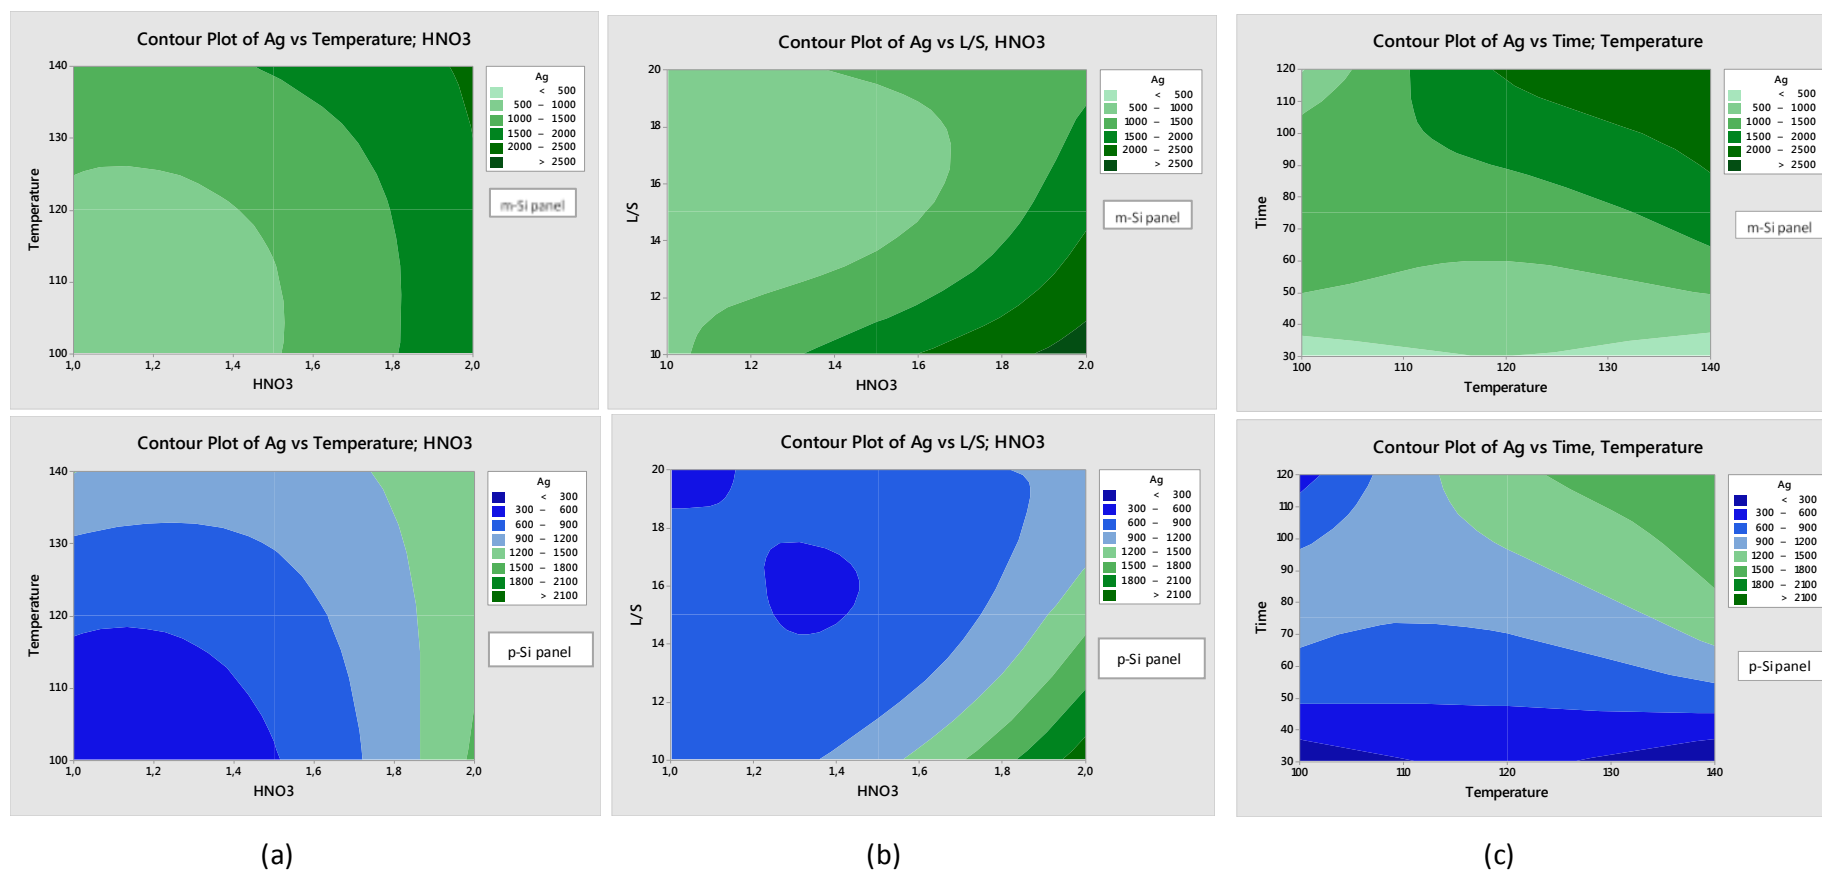 Contour Plot of Ag vs Temperature; HNO3
140
130
120
110
100
Temperature
1,0 1,2 1,4 1,6 1,8 2,0
HNO3
Ag
< 500
500 – 1000
1000 – 1500
1500 – 2000
2000 – 2500
> 2500
m-Si panel
Contour Plot of Ag vs L/S, HNO3
20
18
16
14
12
10
L/S
1.0 1.2 1.4 1.6 1.8 2.0
HNO3
Ag
< 500
500 – 1000
1000 – 1500
1500 – 2000
2000 – 2500
> 2500
m-Si panel
Contour Plot of Ag vs Time; Temperature
120
110
100
90
80
70
60
50
40
30
Time
100 110 120 130 140
Temperature
Ag
< 500
500 – 1000
1000 – 1500
1500 – 2000
2000 – 2500
> 2500
m-Si panel
Contour Plot of Ag vs Temperature; HNO3
140
130
120
110
100
Temperature
1,0 1,2 1,4 1,6 1,8 2,0
HNO3
Ag
< 300
300 – 600
600 – 900
900 – 1200
1200 – 1500
1500 – 1800
1800 – 2100
> 2100
p-Si panel
Contour Plot of Ag vs L/S; HNO3
20
18
16
14
12
10
L/S
1,0 1,2 1,4 1,6 1,8 2,0
HNO3
Ag
< 300
300 – 600
600 – 900
900 – 1200
1200 – 1500
1500 – 1800
1800 – 2100
> 2100
p-Si panel
Contour Plot of Ag vs Time, Temperature
120
110
100
90
80
70
60
50
40
30
Time
100 110 120 130 140
Temperature
Ag
< 300
300 – 600
600 – 900
900 – 1200
1200 – 1500
1500 – 1800
1800 – 2100
> 2100
p-Si panel
(a)
(b)
(c)